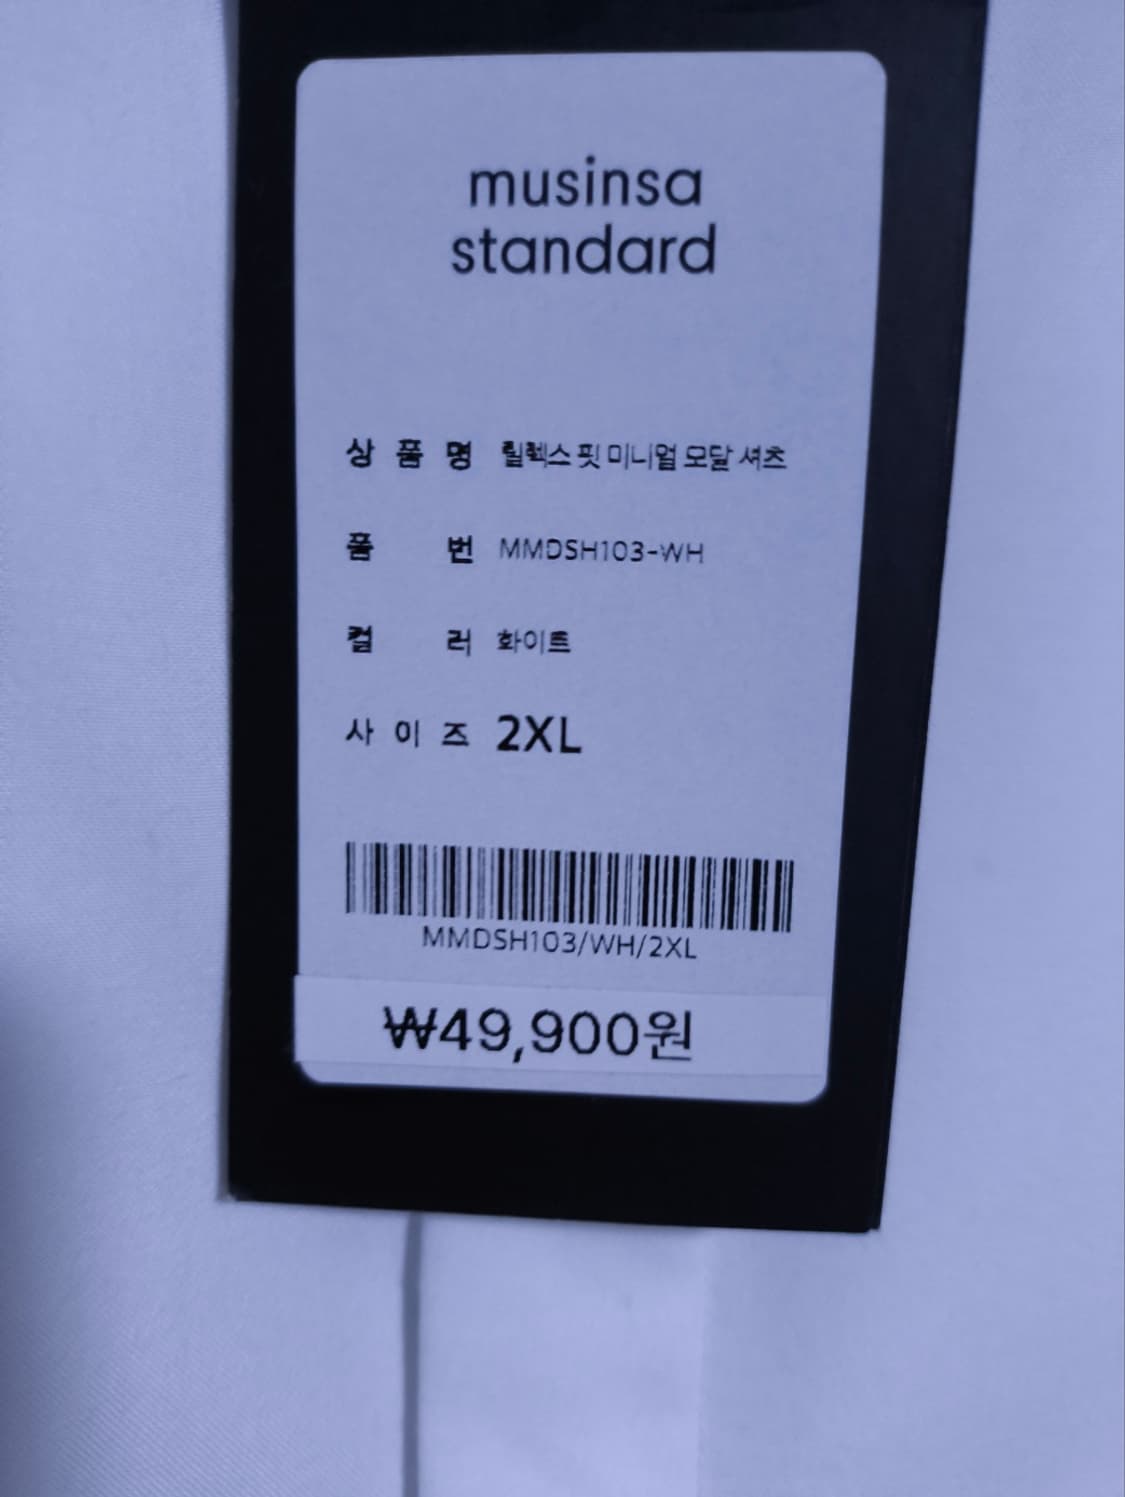 musinsa
standard
상품명 릴렉스 핏 미니멀 모달 셔츠
품번 MMDSH103-WH
컬러 화이트
사이즈 2XL
MMDSH103/WH/2XL
₩49,900원